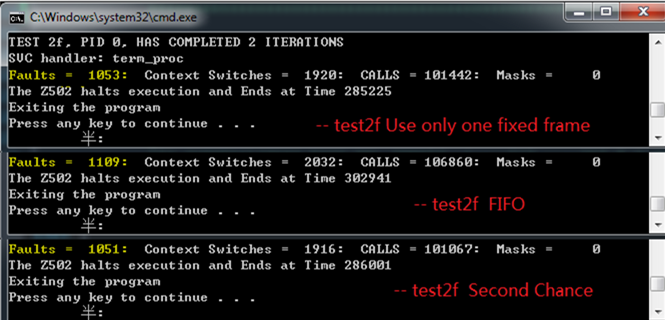 C:\Windows\system32\cmd.exe
TEST 2f, PID 0, HAS COMPLETED 2 ITERATIONS
SVC handler: term_proc
Faults = 1053: Context Switches = 1920: CALLS = 101442: Masks = 0
The Z502 halts execution and Ends at Time 285225
Exiting the program
Press any key to continue . . .
-- test2f Use only one fixed frame
半:
Faults = 1109: Context Switches = 2032: CALLS = 106860: Masks = 0
The Z502 halts execution and Ends at Time 302941
Exiting the program
Press any key to continue . . .
-- test2f FIFO
半:
Faults = 1051: Context Switches = 1916: CALLS = 101067: Masks = 0
The Z502 halts execution and Ends at Time 286001
Exiting the program
Press any key to continue . . .
-- test2f Second Chance
半: